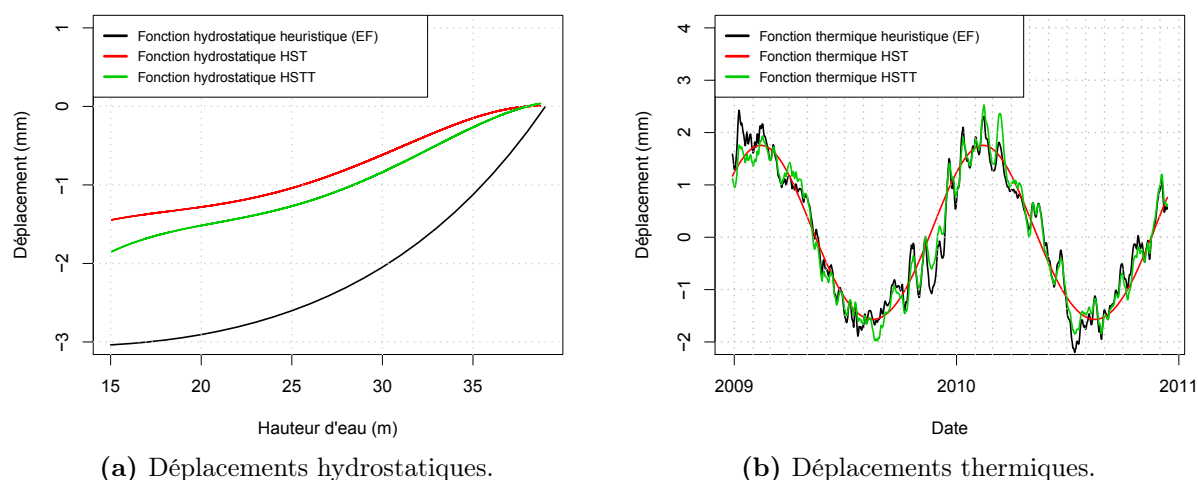 Fonction hydrostatique heuristique (EF)
Fonction hydrostatique HST
Fonction hydrostatique HSTT
Déplacement (mm)
1
0
−1
−2
−3
15
20
25
30
35
Hauteur d'eau (m)
(a) Déplacements hydrostatiques.
Fonction thermique heuristique (EF)
Fonction thermique HST
Fonction thermique HSTT
Déplacement (mm)
4
3
2
1
0
−1
−2
2009
2010
2011
Date
(b) Déplacements thermiques.